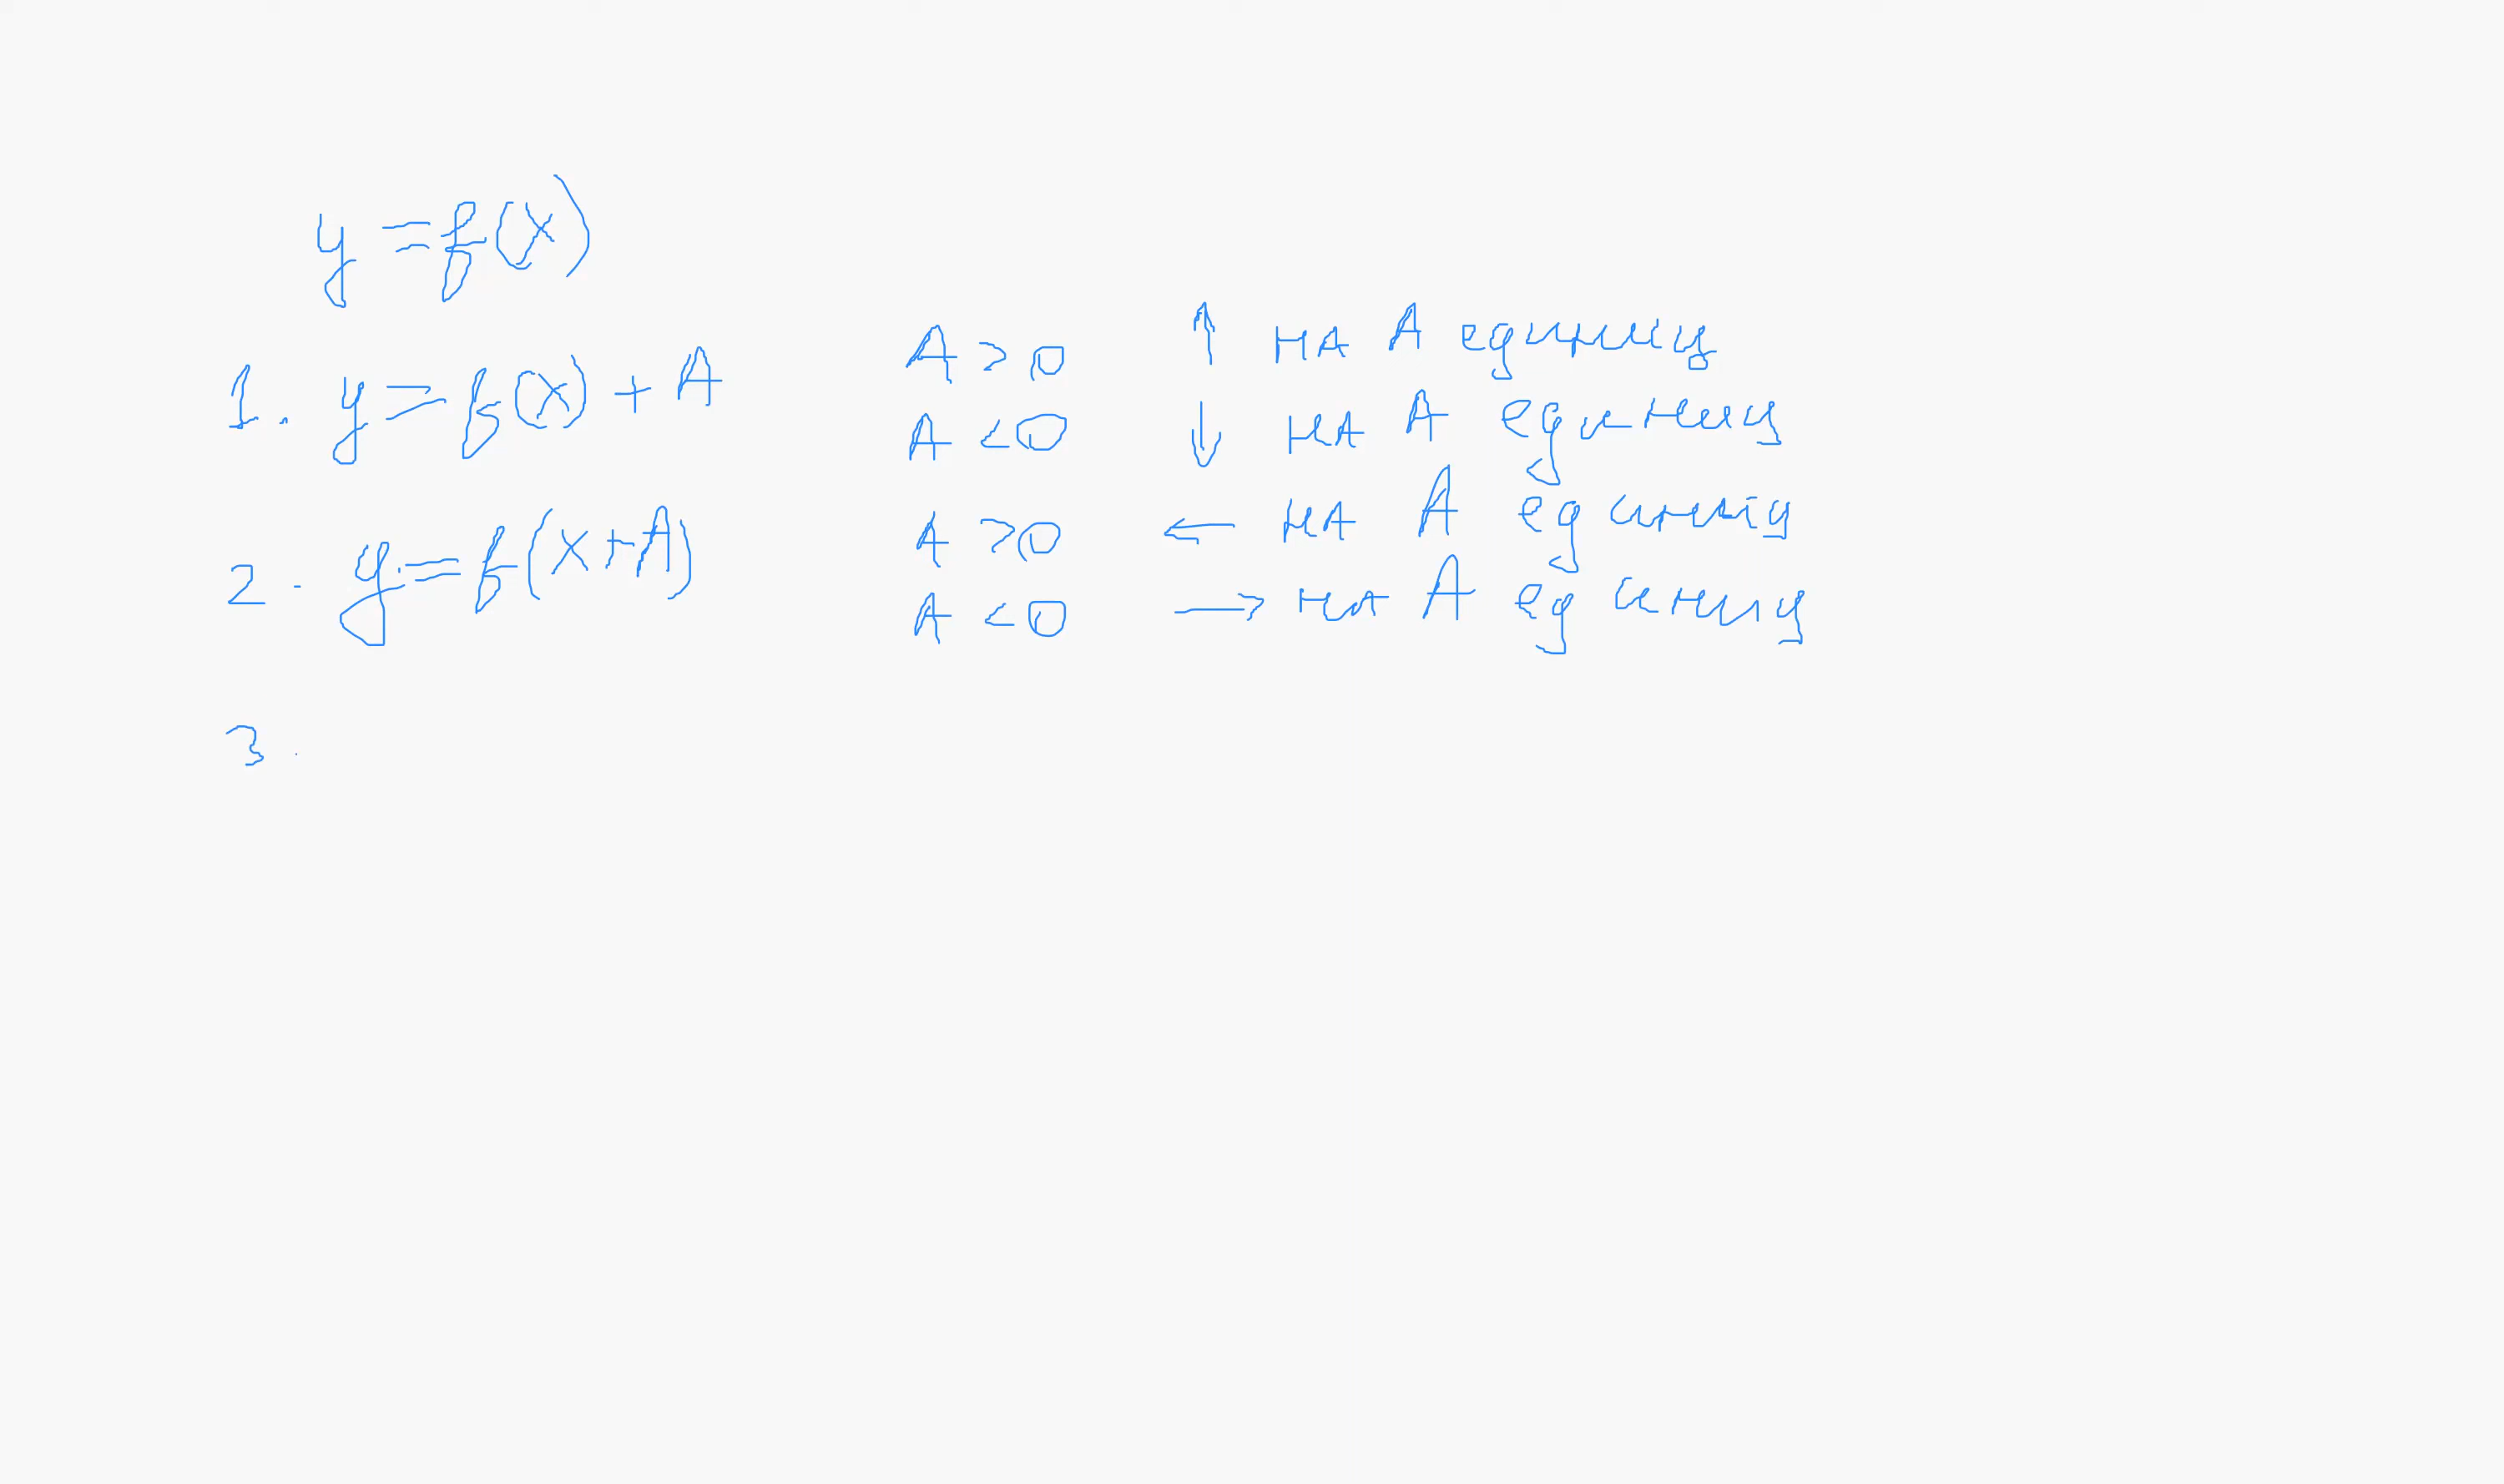 y = f(x)
1. y = f(x) + A A > 0 ↑ на A единиц
A < 0 ↓ на A единиц
2. y = f(x + A) A > 0 ← на A единиц
A < 0 → на A единиц
3.